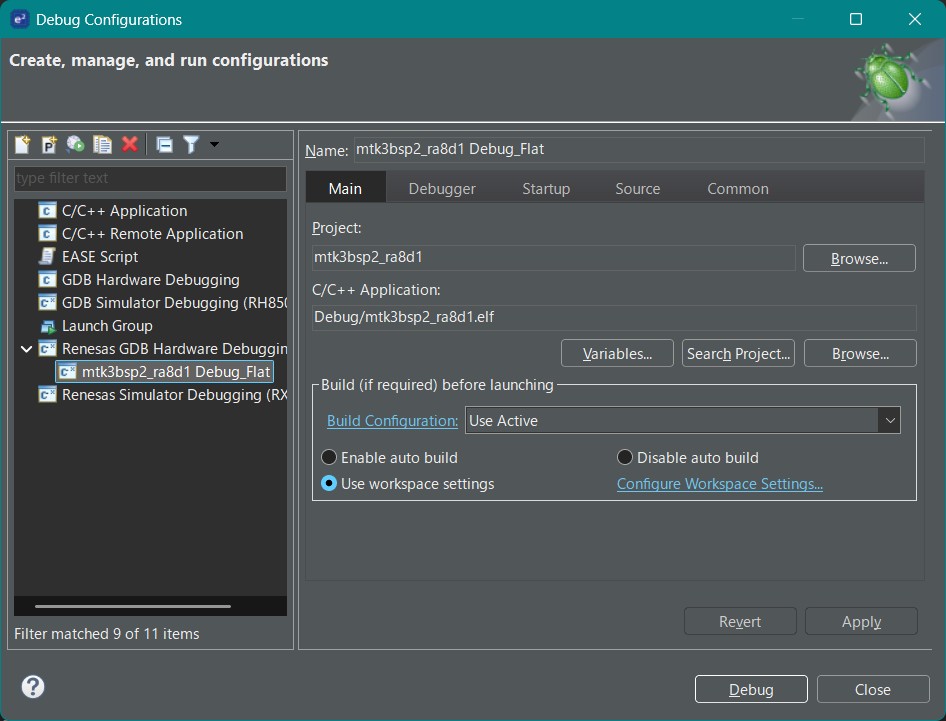 e² Debug Configurations
Create, manage, and run configurations
type filter text
C/C++ Application
C/C++ Remote Application
EASE Script
GDB Hardware Debugging
GDB Simulator Debugging (RH850
Launch Group
Renesas GDB Hardware Debuggin
mtk3bsp2_ra8d1 Debug_Flat
Renesas Simulator Debugging (RX
Filter matched 9 of 11 items
Name: mtk3bsp2_ra8d1 Debug_Flat
Main Debugger Startup Source Common
Project:
mtk3bsp2_ra8d1 Browse...
C/C++ Application:
Debug/mtk3bsp2_ra8d1.elf
Variables... Search Project... Browse...
Build (if required) before launching
Build Configuration: Use Active
Enable auto build Disable auto build
Use workspace settings Configure Workspace Settings...
Revert Apply
? Debug Close